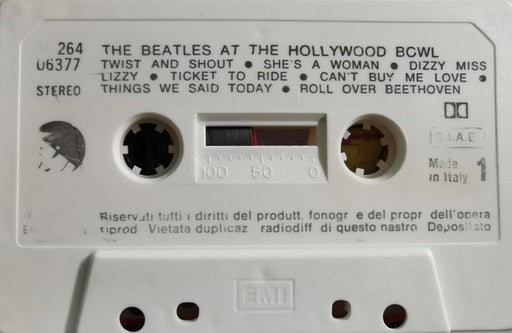 264 THE BEATLES AT THE HOLLYWOOD BOWL
06377 TWIST AND SHOUT ● SHE'S A WOMAN ● DIZZY MISS
LIZZY ● TICKET TO RIDE ● CAN'T BUY ME LOVE ●
STEREO THINGS WE SAID TODAY ● ROLL OVER BEETHOVEN
S.I.A.E.
100 50 0
Made
in Italy 1
Riservati tutti i diritti del produtt. fonogr e del propr dell'opera
riprod Vietata duplicaz radiodiff di questo nastro Depositato
EMI